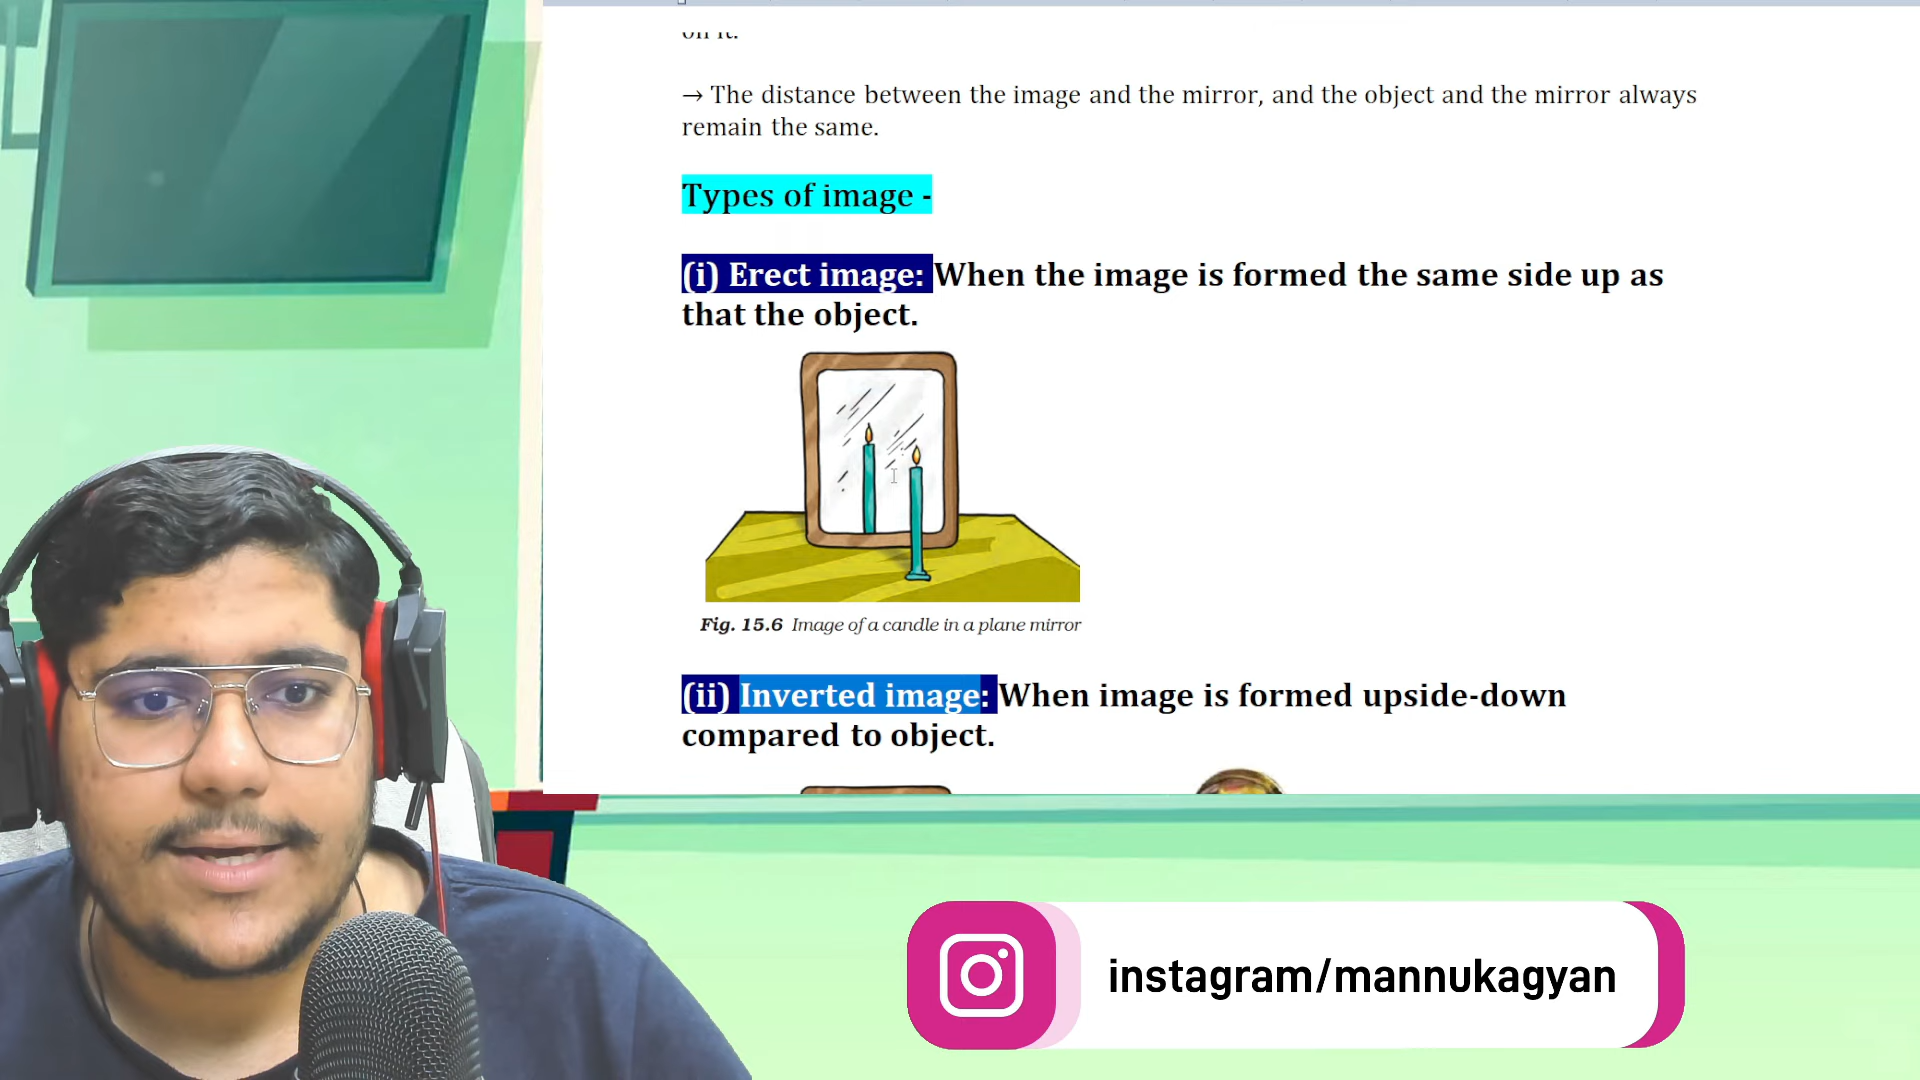 on it.
→ The distance between the image and the mirror, and the object and the mirror always
remain the same.
Types of image -
(i) Erect image: When the image is formed the same side up as
that the object.
Fig. 15.6 Image of a candle in a plane mirror
(ii) Inverted image: When image is formed upside-down
compared to object.
instagram/mannukagyan